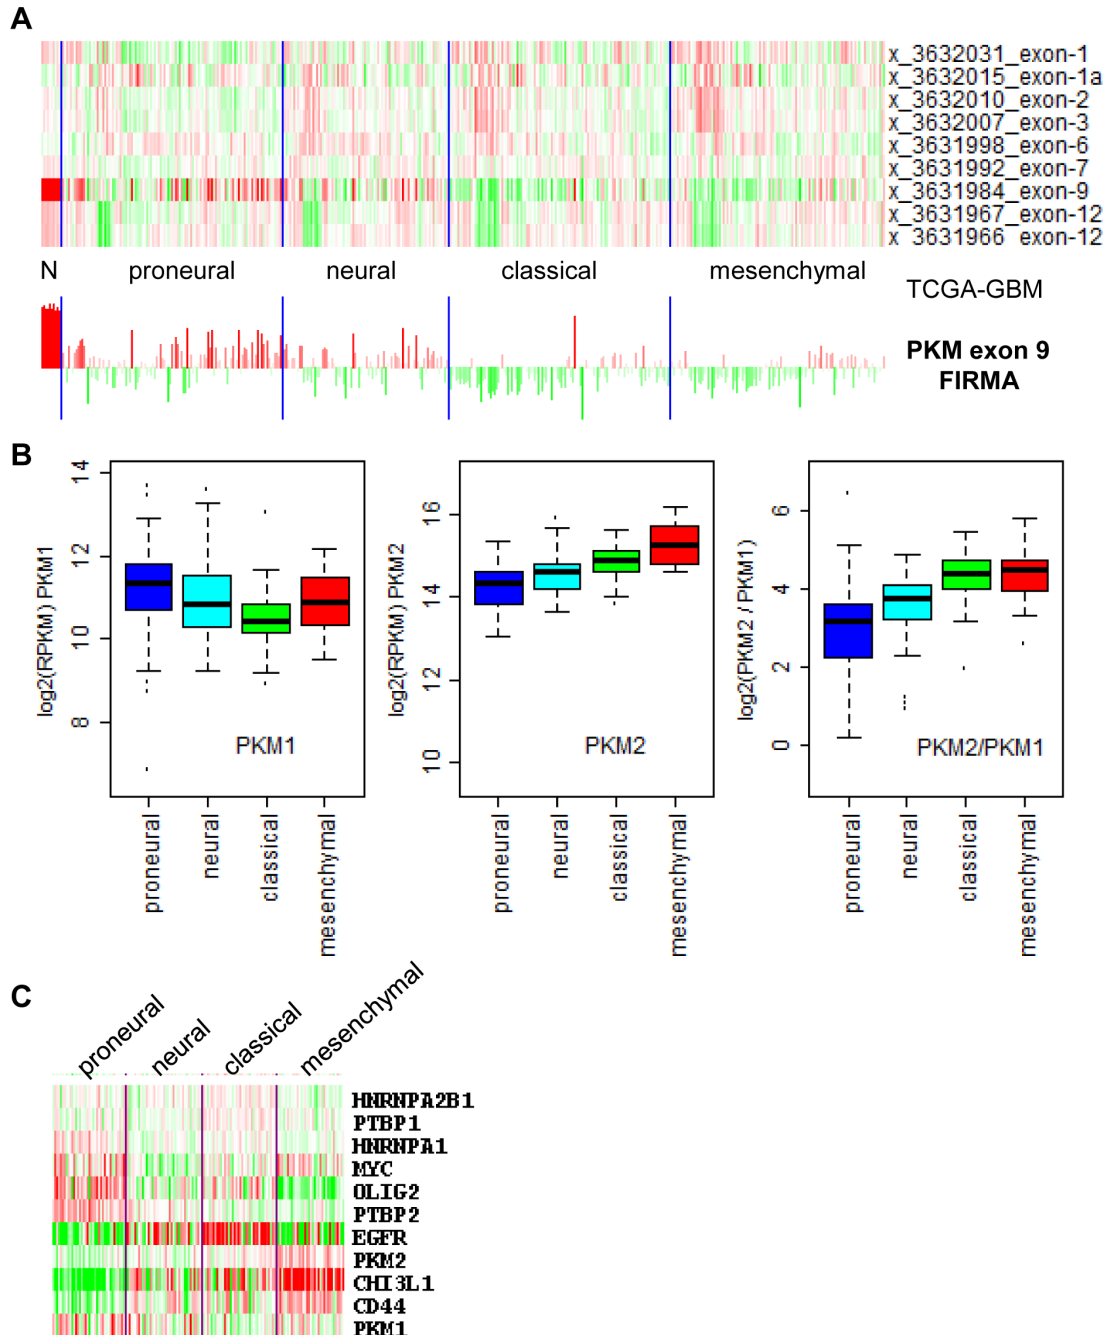 A
x_3632031_exon-1
x_3632015_exon-1a
x_3632010_exon-2
x_3632007_exon-3
x_3631998_exon-6
x_3631992_exon-7
x_3631984_exon-9
x_3631967_exon-12
x_3631966_exon-12
N proneural neural classical mesenchymal
TCGA-GBM
PKM exon 9
FIRMA
B
log2(RPKM) PKM1
14
12
10
8
PKM1
proneural
neural
classical
mesenchymal
log2(RPKM) PKM2
16
14
12
10
PKM2
proneural
neural
classical
mesenchymal
log2(PKM2 / PKM1)
6
4
2
0
PKM2/PKM1
proneural
neural
classical
mesenchymal
C
proneural
neural
classical
mesenchymal
HNRNPA2B1
PTBP1
HNRNPA1
MYC
OLIG2
PTBP2
EGFR
PKM2
CHI3L1
CD44
PKM1